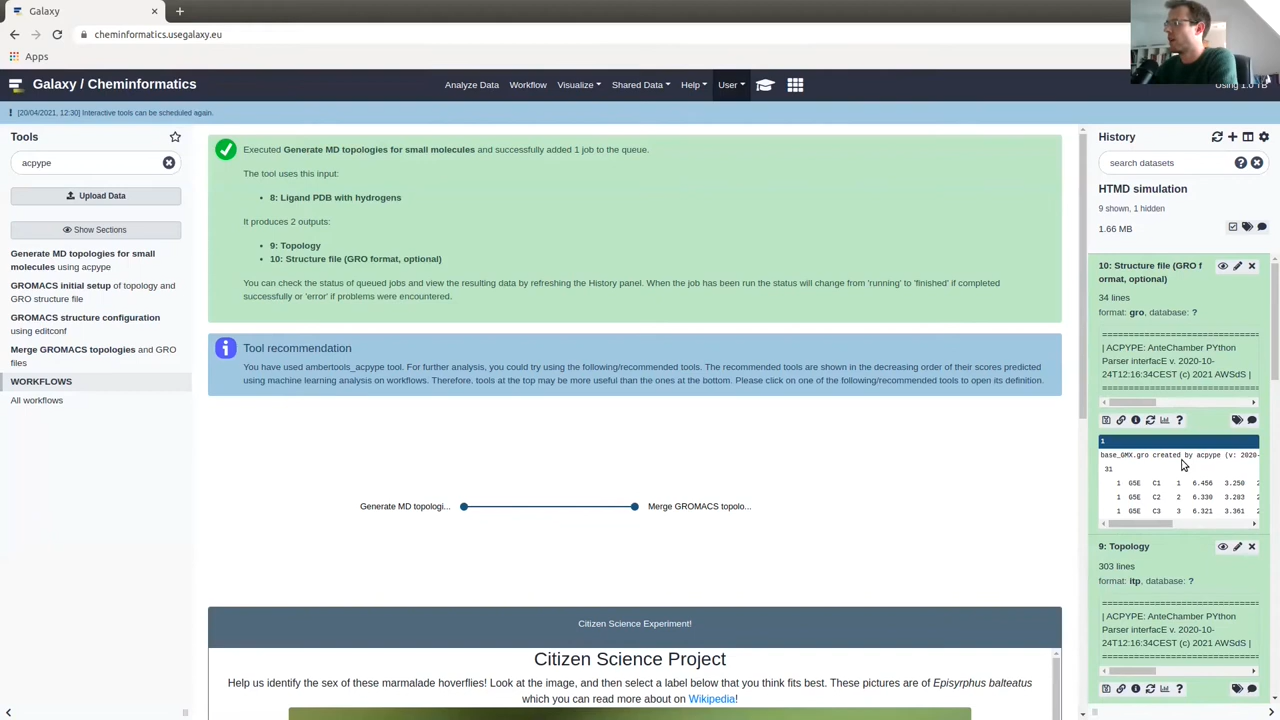 Galaxy
cheminformatics.usegalaxy.eu
Apps
Galaxy / Cheminformatics
Analyze Data Workflow Visualize Shared Data Help User
[20/04/2021, 12:30] Interactive tools can be scheduled again.
Tools
acpype
Upload Data
Show Sections
Generate MD topologies for small
molecules using acpype
GROMACS initial setup of topology and
GRO structure file
GROMACS structure configuration
using editconf
Merge GROMACS topologies and GRO
files
WORKFLOWS
All workflows
Executed Generate MD topologies for small molecules and successfully added 1 job to the queue.
The tool uses this input:
• 8: Ligand PDB with hydrogens
It produces 2 outputs:
• 9: Topology
• 10: Structure file (GRO format, optional)
You can check the status of queued jobs and view the resulting data by refreshing the History panel. When the job has been run the status will change from 'running' to 'finished' if completed
successfully or 'error' if problems were encountered.
Tool recommendation
You have used ambertools_acpype tool. For further analysis, you could try using the following/recommended tools. The recommended tools are shown in the decreasing order of their scores predicted
using machine learning analysis on workflows. Therefore, tools at the top may be more useful than the ones at the bottom. Please click on one of the following/recommended tools to open its definition.
Generate MD topologi... Merge GROMACS topolo...
Citizen Science Experiment!
Citizen Science Project
Help us identify the sex of these marmalade hoverflies! Look at the image, and then select a label below that you think fits best. These pictures are of Episyrphus balteatus
which you can read more about on Wikipedia!
History
search datasets
HTMD simulation
9 shown, 1 hidden
1.66 MB
10: Structure file (GRO f
ormat, optional)
34 lines
format: gro, database: ?
==============================
| ACPYPE: AnteChamber PYthon
Parser interfacE v. 2020-10-
24T12:16:34CEST (c) 2021 AWSdS |
==============================
1
base_GMX.gro created by acpype (v: 2020-
31
1 G5E C1 1 6.456 3.250 2
1 G5E C2 2 6.330 3.203 2
1 G5E C3 3 6.321 3.361 2
9: Topology
303 lines
format: itp, database: ?
==============================
| ACPYPE: AnteChamber PYthon
Parser interfacE v. 2020-10-
24T12:16:34CEST (c) 2021 AWSdS |
==============================